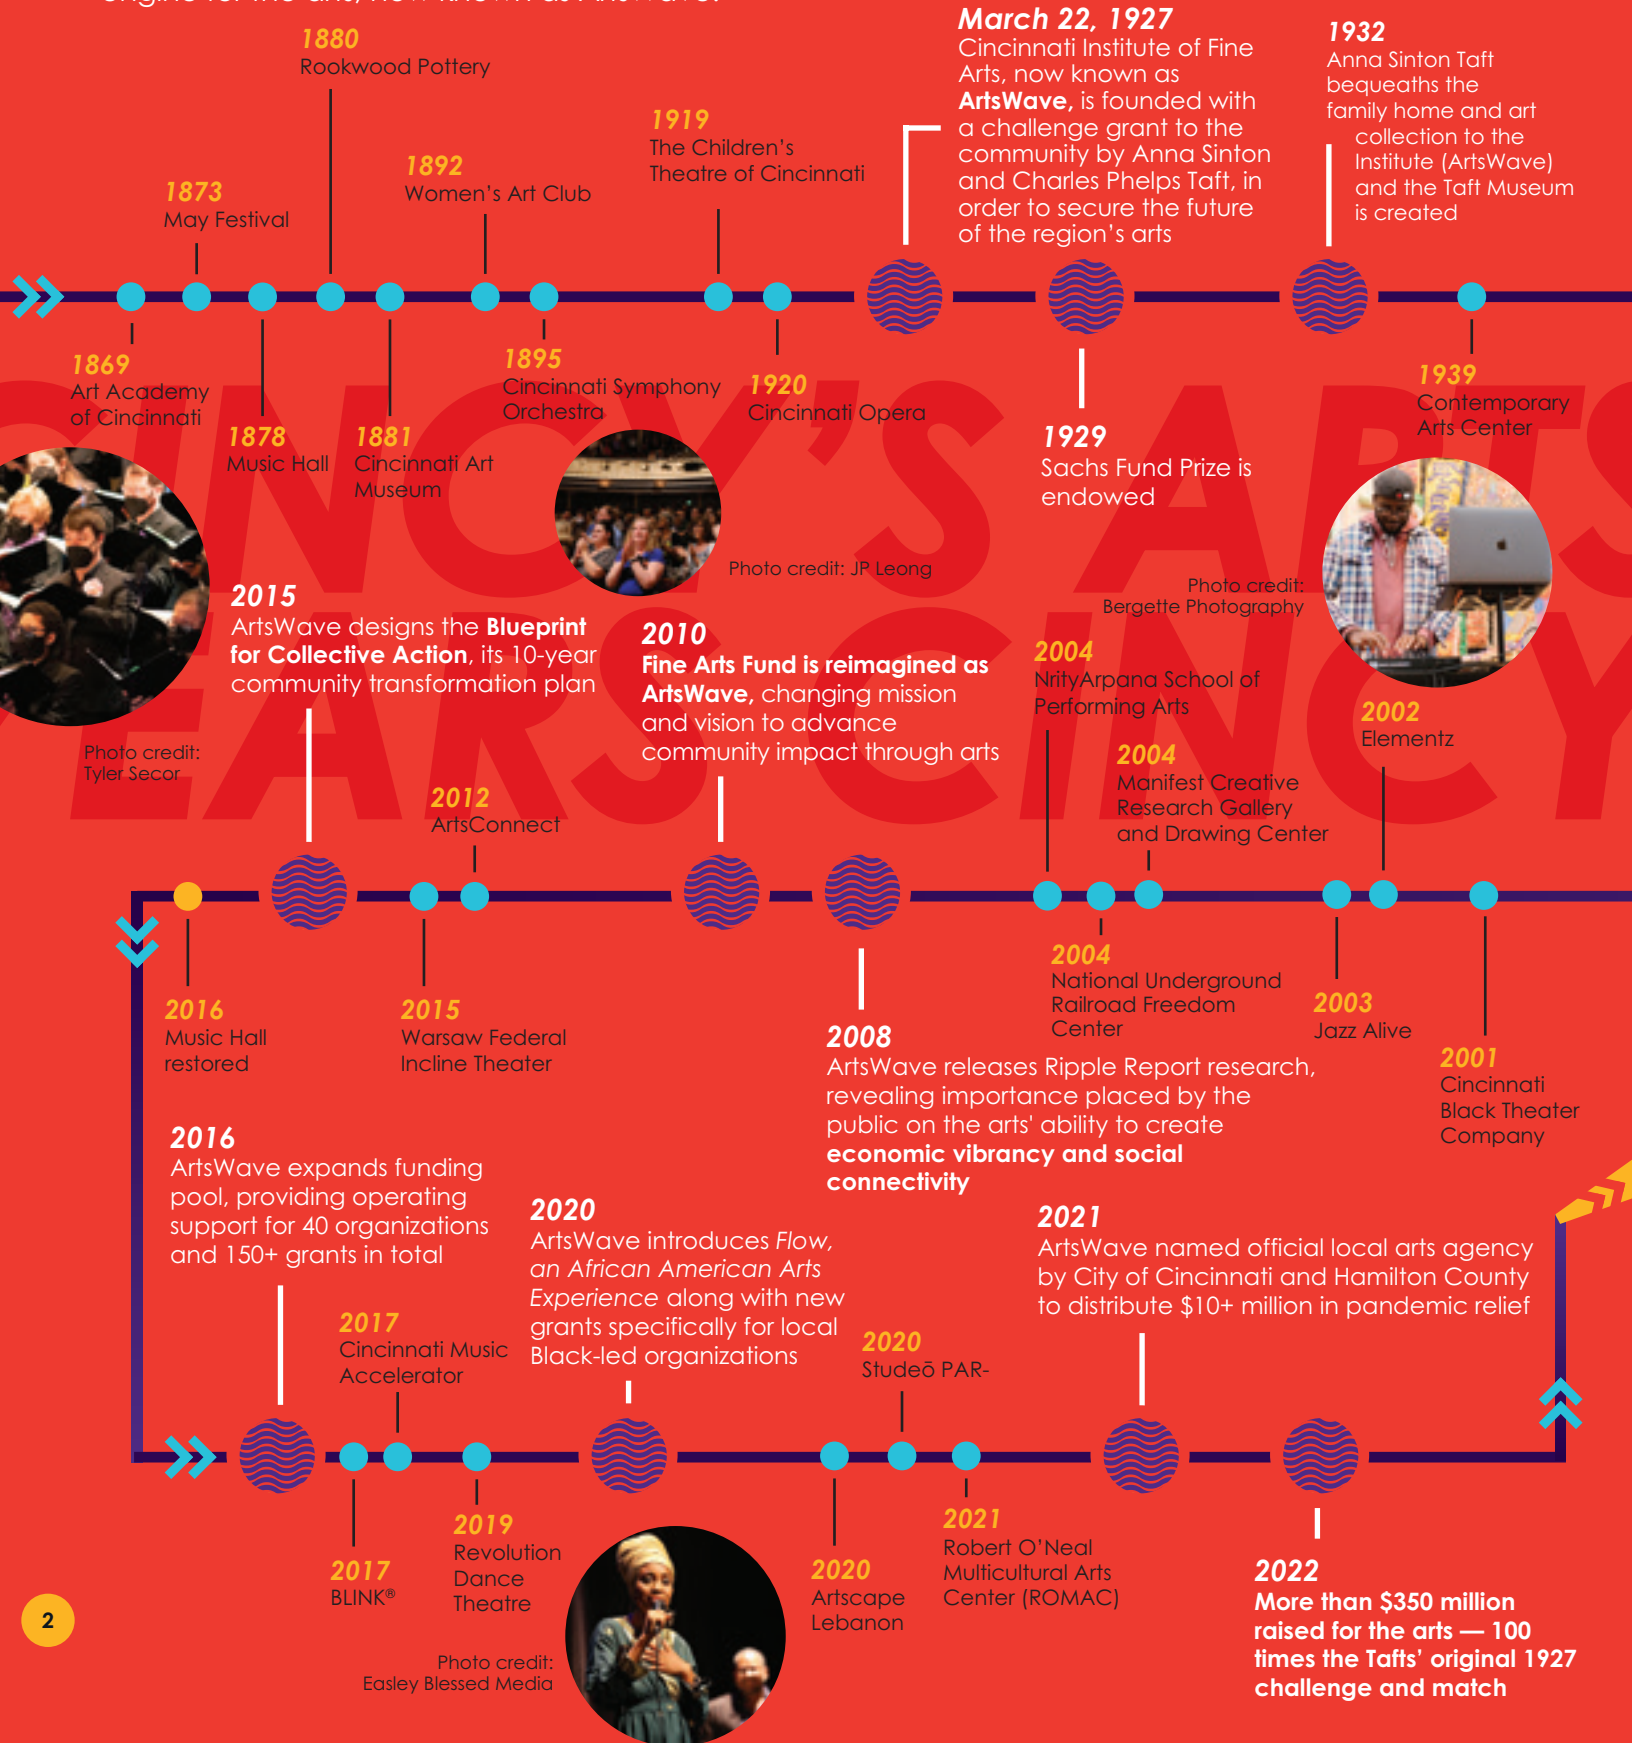 1880
Rookwood Pottery
March 22, 1927
Cincinnati Institute of Fine
Arts, now known as
ArtsWave, is founded with
a challenge grant to the
community by Anna Sinton
and Charles Phelps Taft, in
order to secure the future
of the region's arts
1932
Anna Sinton Taft
bequeaths the
family home and art
collection to the
Institute (ArtsWave)
and the Taft Museum
is created
1919
The Children's
Theatre of Cincinnati
1892
Women's Art Club
1873
May Festival
1869
Art Academy
of Cincinnati
1878
Music Hall
1881
Cincinnati Art
Museum
1895
Cincinnati Symphony
Orchestra
1920
Cincinnati Opera
1929
Sachs Fund Prize is
endowed
1939
Contemporary
Arts Center
CINCY'S ARTS
YEARS CINCY
Photo credit: JP Leong
Photo credit:
Bergette Photography
Photo credit:
Tyler Secor
2015
ArtsWave designs the Blueprint
for Collective Action, its 10-year
community transformation plan
2010
Fine Arts Fund is reimagined as
ArtsWave, changing mission
and vision to advance
community impact through arts
2004
NrityArpana School of
Performing Arts
2002
Elementz
2004
Manifest Creative
Research Gallery
and Drawing Center
2012
ArtsConnect
2016
Music Hall
restored
2015
Warsaw Federal
Incline Theater
2008
ArtsWave releases Ripple Report research,
revealing importance placed by the
public on the arts' ability to create
economic vibrancy and social
connectivity
2004
National Underground
Railroad Freedom
Center
2003
Jazz Alive
2001
Cincinnati
Black Theater
Company
2016
ArtsWave expands funding
pool, providing operating
support for 40 organizations
and 150+ grants in total
2017
Cincinnati Music
Accelerator
2020
ArtsWave introduces Flow,
an African American Arts
Experience along with new
grants specifically for local
Black-led organizations
2020
Studeō PAR-
2021
ArtsWave named official local arts agency
by City of Cincinnati and Hamilton County
to distribute $10+ million in pandemic relief
2017
BLINK®
2019
Revolution
Dance
Theatre
2020
Artscape
Lebanon
2021
Robert O'Neal
Multicultural Arts
Center (ROMAC)
2022
More than $350 million
raised for the arts — 100
times the Tafts' original 1927
challenge and match
Photo credit:
Easley Blessed Media
2